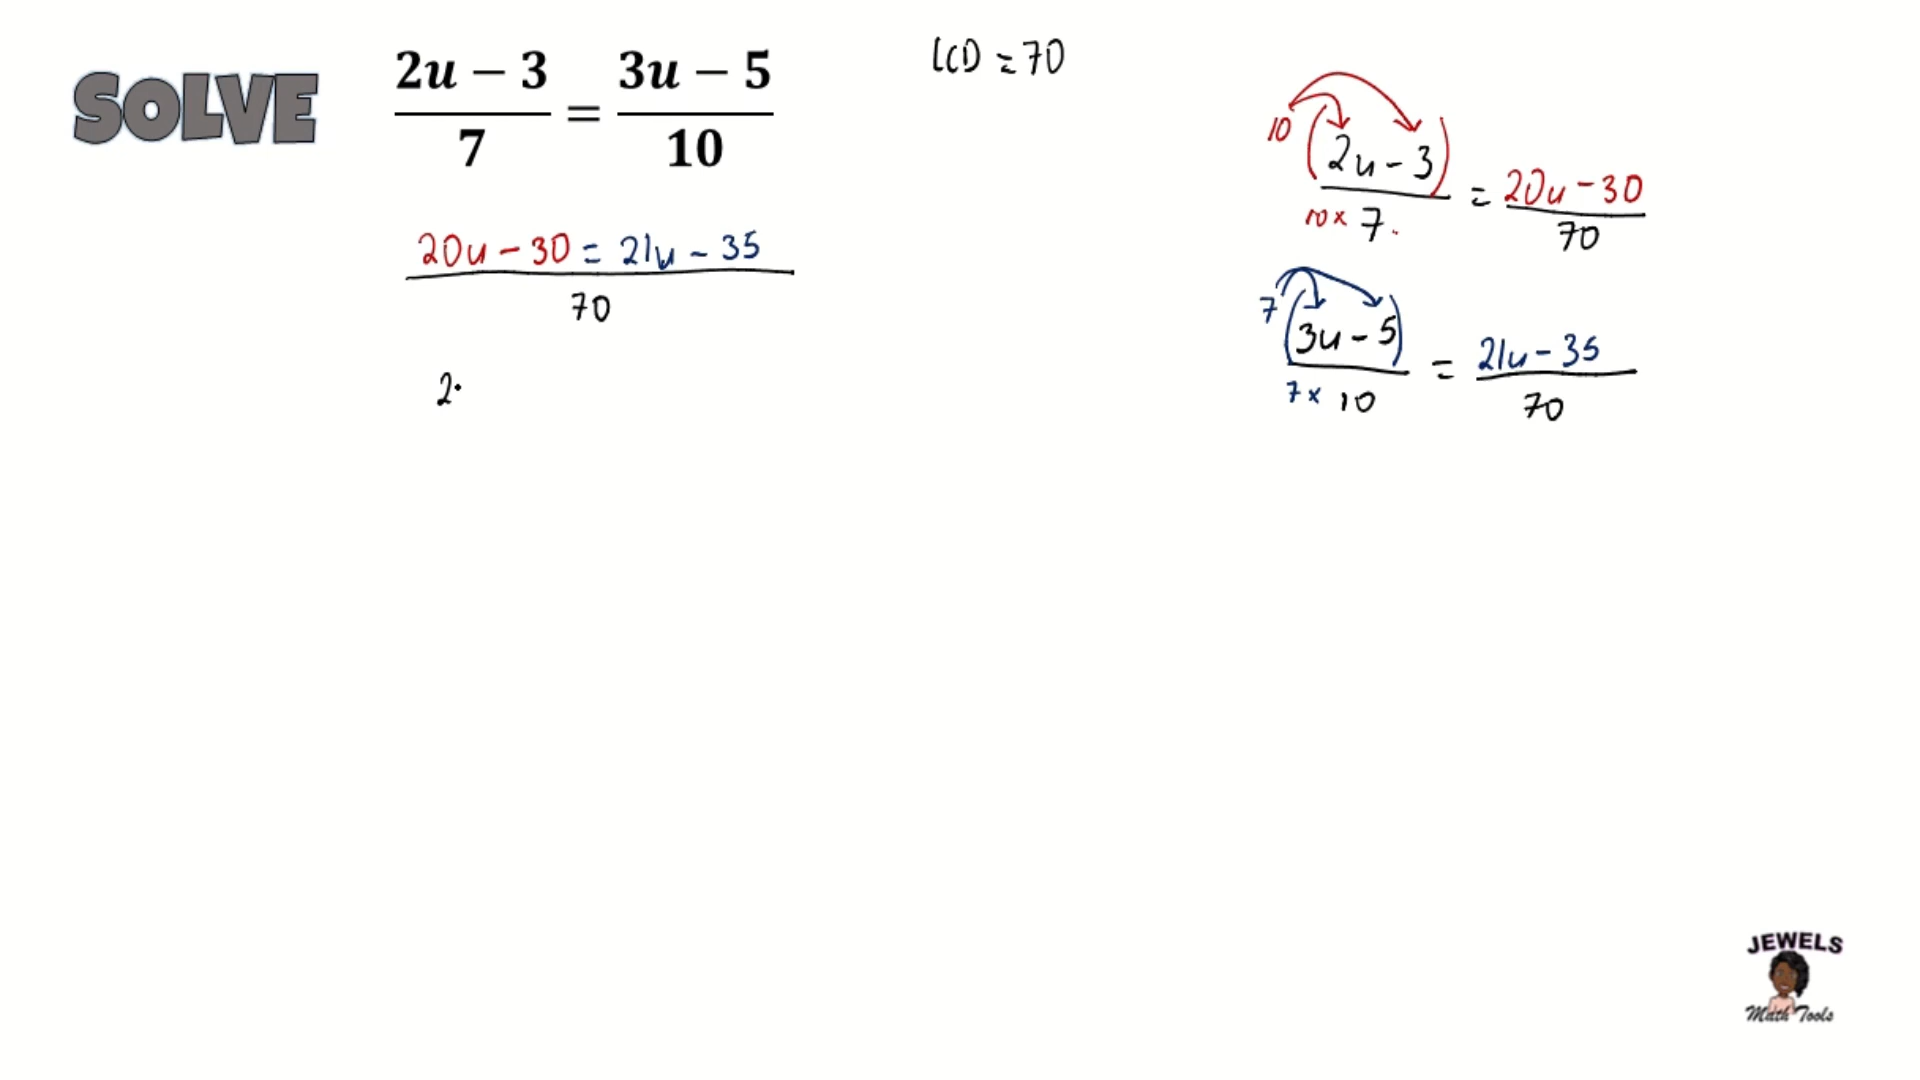 SOLVE
2u − 3 / 7 = 3u − 5 / 10
LCD = 70
20u − 30 = 21u − 35
70
2
10 (2u − 3) = 20u − 30
10 × 7 70
7 (3u − 5) = 21u − 35
7 × 10 70
JEWELS
Math Tools